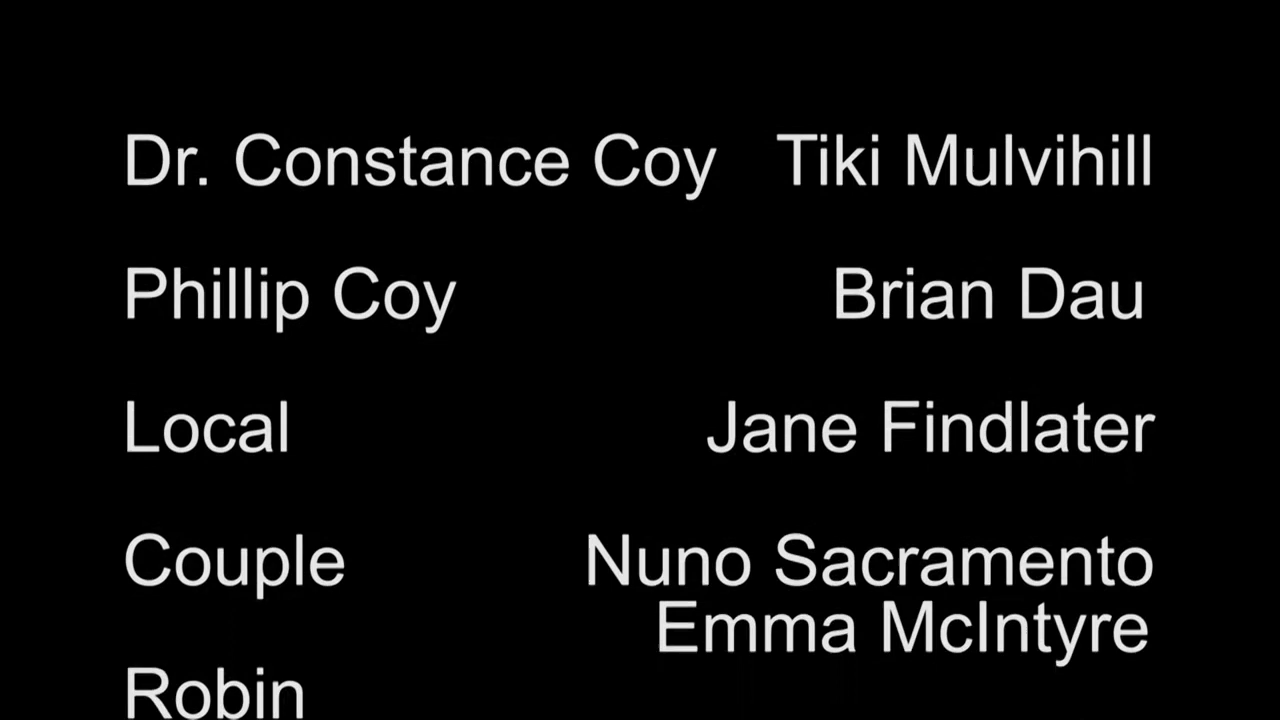 Dr. Constance Coy Tiki Mulvihill
Phillip Coy Brian Dau
Local Jane Findlater
Couple Nuno Sacramento
Emma McIntyre
Robin